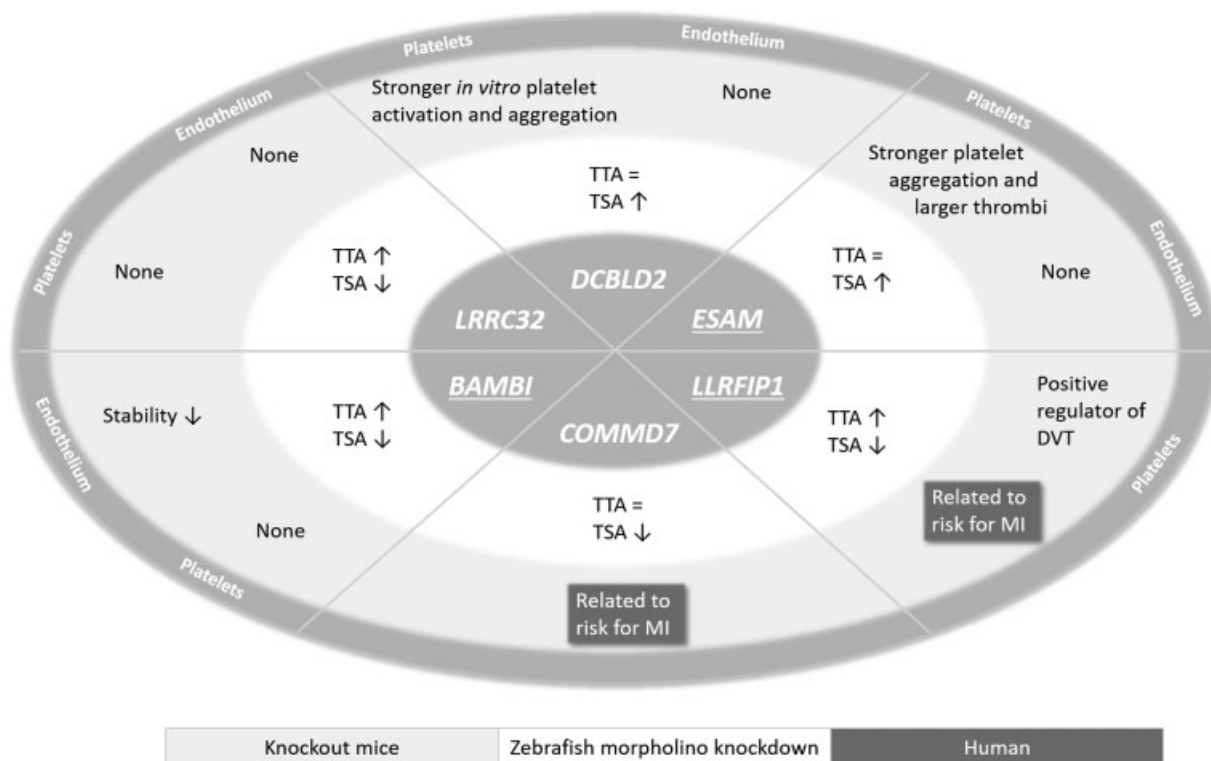 Platelets
Endothelium
Endothelium
Stronger in vitro platelet
activation and aggregation
None
Platelets
None
Stronger platelet
aggregation and
larger thrombi
TTA =
TSA ↑
Platelets
None
TTA ↑
TSA ↓
TTA =
TSA ↑
None
Endothelium
DCBLD2
LRRC32
ESAM
BAMBI
LLRFIP1
COMMD7
Endothelium
Stability ↓
TTA ↑
TSA ↓
TTA ↑
TSA ↓
Positive
regulator of
DVT
Platelets
None
TTA =
TSA ↓
Related to
risk for MI
Platelets
Related to
risk for MI
Knockout mice
Zebrafish morpholino knockdown
Human